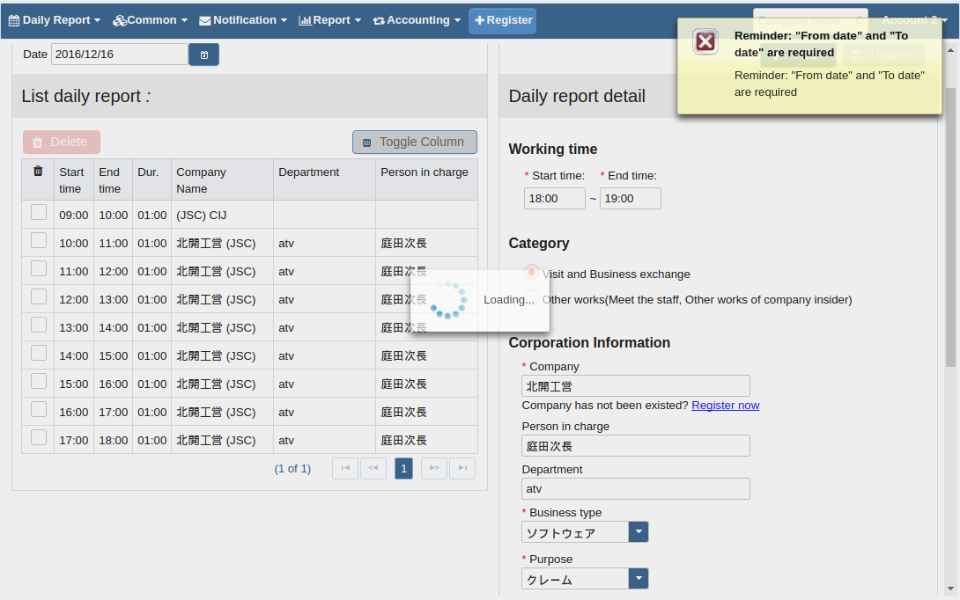 Daily Report Common Notification Report Accounting Register Company name Account 2
Reminder: "From date" and "To
date" are required
Reminder: "From date" and "To date"
are required
Date 2016/12/16
List daily report :
Delete Toggle Column
Start time End time Dur. Company Name Department Person in charge
09:00 10:00 01:00 (JSC) CIJ
10:00 11:00 01:00 北開工営 (JSC) atv 庭田次長
11:00 12:00 01:00 北開工営 (JSC) atv 庭田次長
12:00 13:00 01:00 北開工営 (JSC) atv 庭田次長
13:00 14:00 01:00 北開工営 (JSC) atv 庭田次長
14:00 15:00 01:00 北開工営 (JSC) atv 庭田次長
15:00 16:00 01:00 北開工営 (JSC) atv 庭田次長
16:00 17:00 01:00 北開工営 (JSC) atv 庭田次長
17:00 18:00 01:00 北開工営 (JSC) atv 庭田次長
(1 of 1) 1
Loading...
Daily report detail
Working time
* Start time: * End time:
18:00 ~ 19:00
Category
Visit and Business exchange
Other works(Meet the staff, Other works of company insider)
Corporation Information
* Company
北開工営
Company has not been existed? Register now
Person in charge
庭田次長
Department
atv
* Business type
ソフトウェア
* Purpose
クレーム